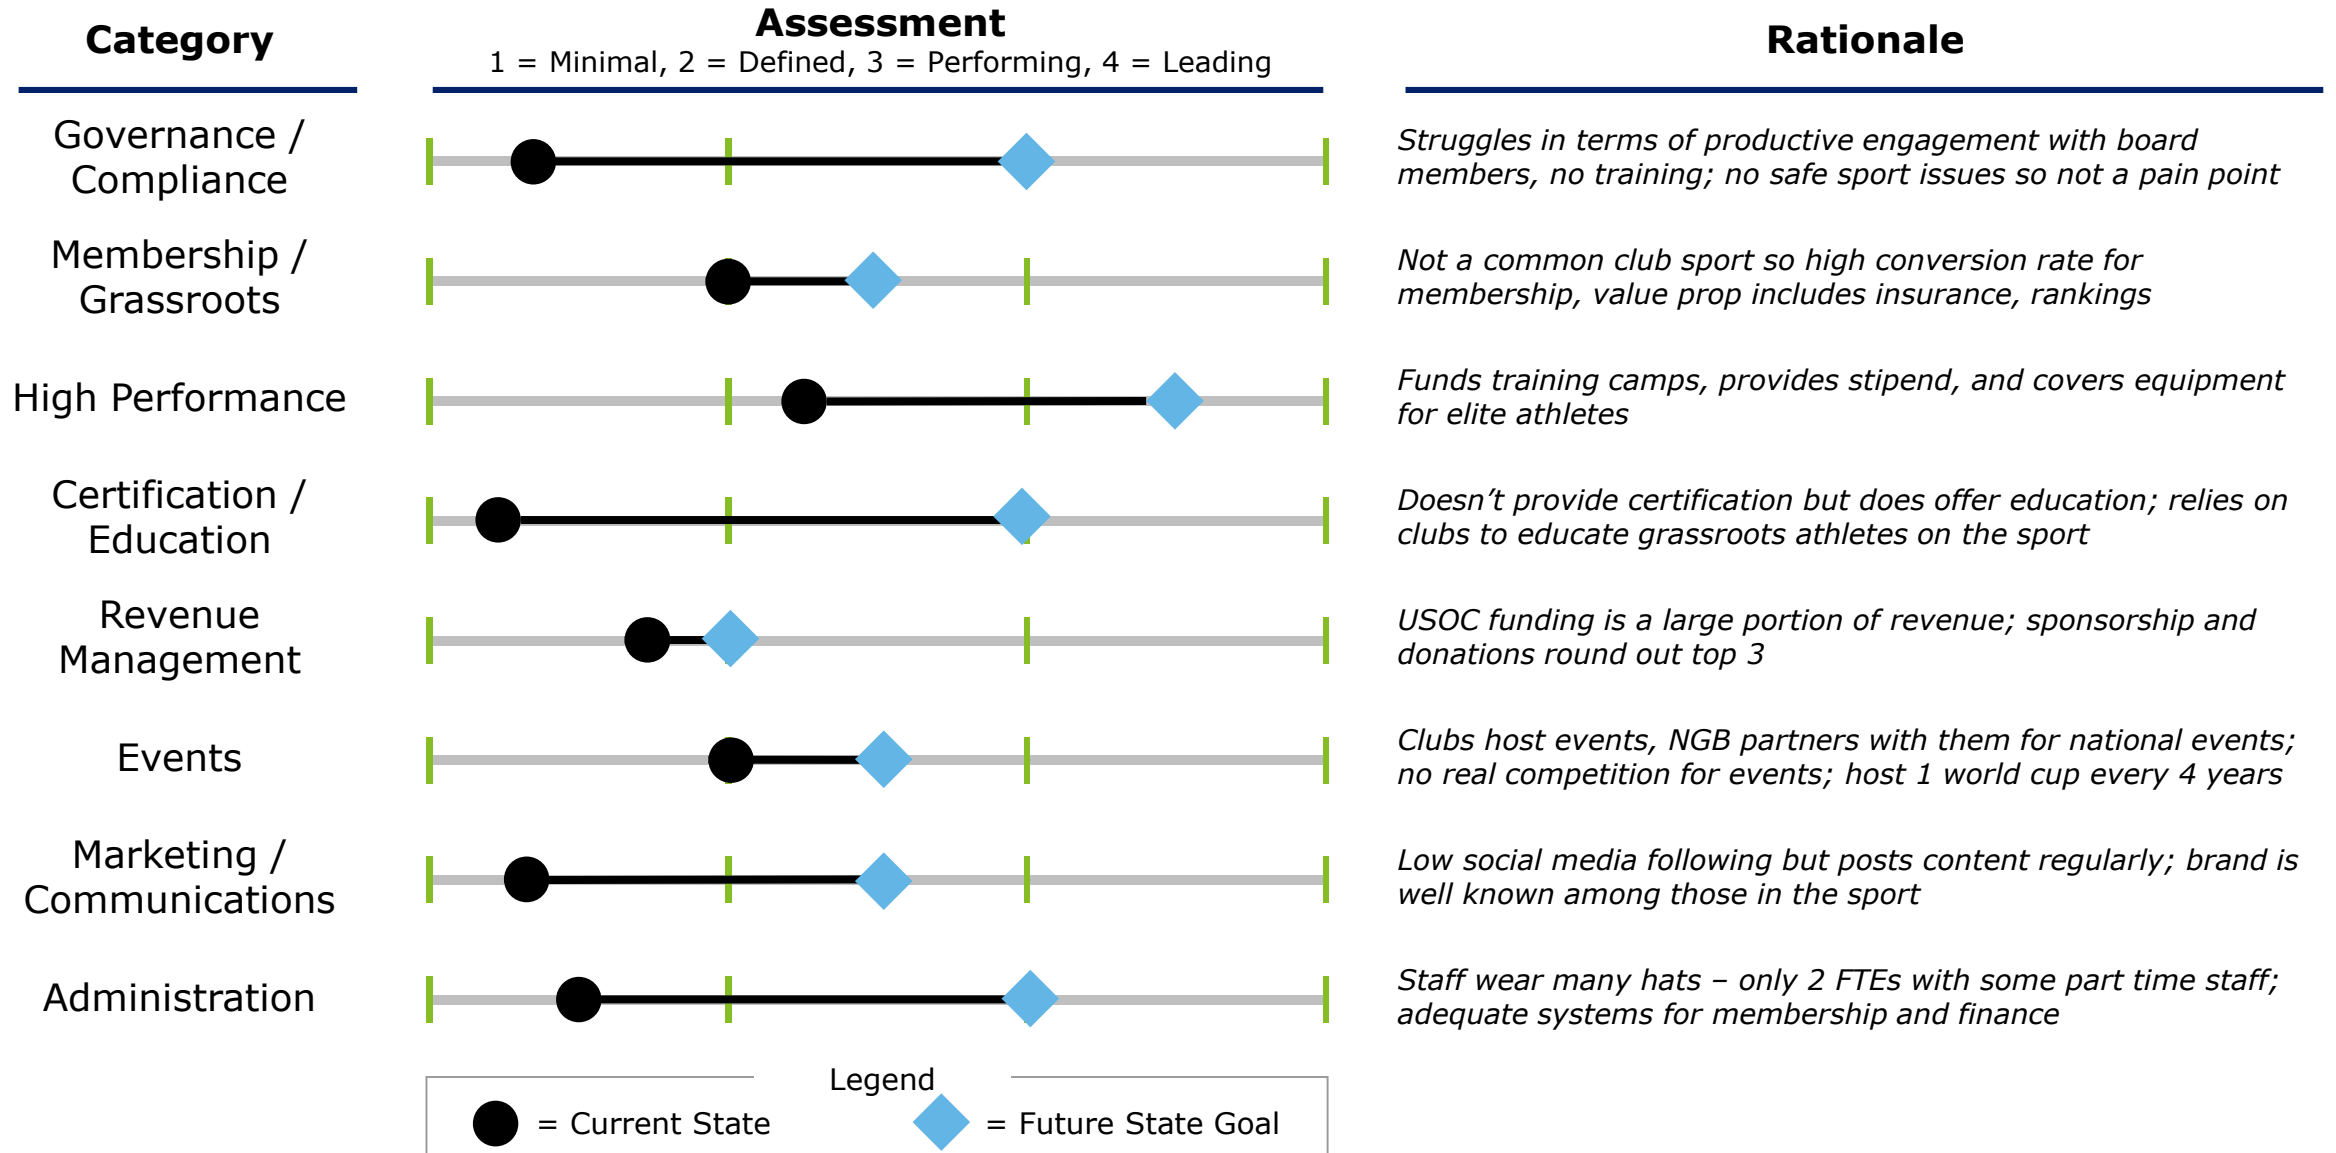 Category
Assessment
1 = Minimal, 2 = Defined, 3 = Performing, 4 = Leading
Rationale
Governance /
Compliance
Struggles in terms of productive engagement with board
members, no training; no safe sport issues so not a pain point
Membership /
Grassroots
Not a common club sport so high conversion rate for
membership, value prop includes insurance, rankings
High Performance
Funds training camps, provides stipend, and covers equipment
for elite athletes
Certification /
Education
Doesn’t provide certification but does offer education; relies on
clubs to educate grassroots athletes on the sport
Revenue
Management
USOC funding is a large portion of revenue; sponsorship and
donations round out top 3
Events
Clubs host events, NGB partners with them for national events;
no real competition for events; host 1 world cup every 4 years
Marketing /
Communications
Low social media following but posts content regularly; brand is
well known among those in the sport
Administration
Staff wear many hats – only 2 FTEs with some part time staff;
adequate systems for membership and finance
Legend
= Current State
= Future State Goal